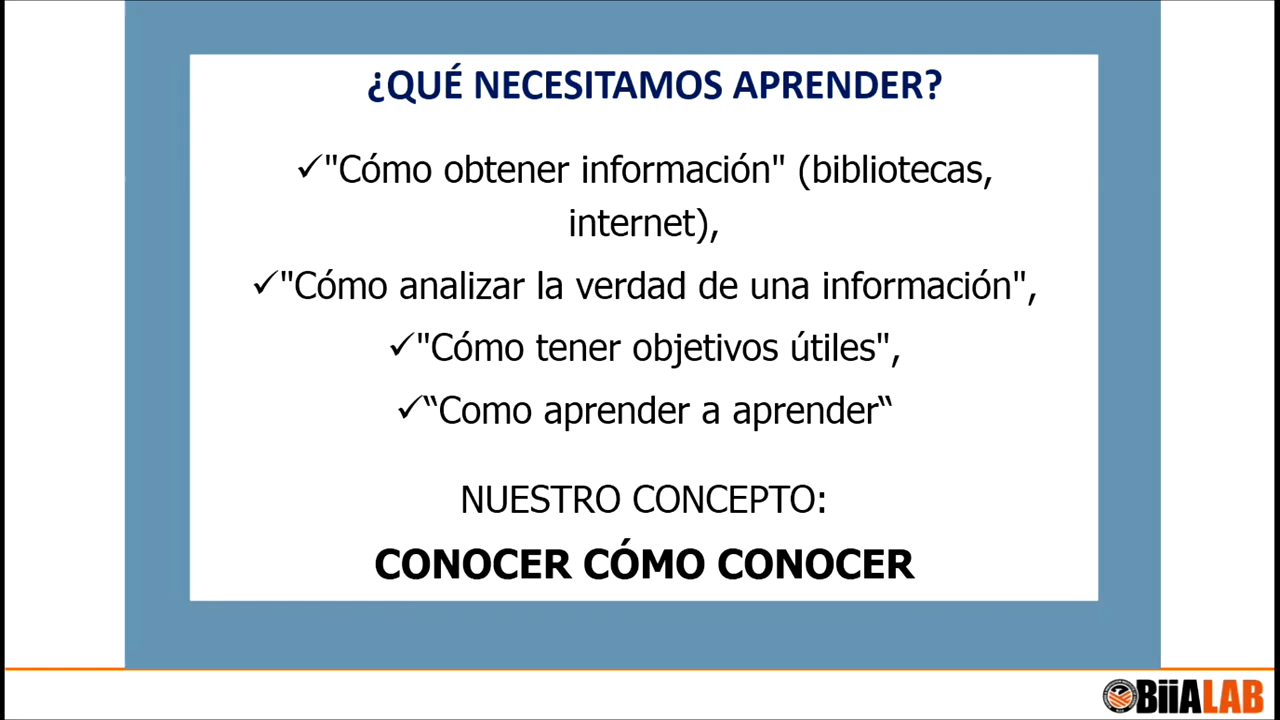 ¿QUÉ NECESITAMOS APRENDER?
✓"Cómo obtener información" (bibliotecas,
internet),
✓"Cómo analizar la verdad de una información",
✓"Cómo tener objetivos útiles",
✓“Como aprender a aprender“
NUESTRO CONCEPTO:
CONOCER CÓMO CONOCER
BiiALAB